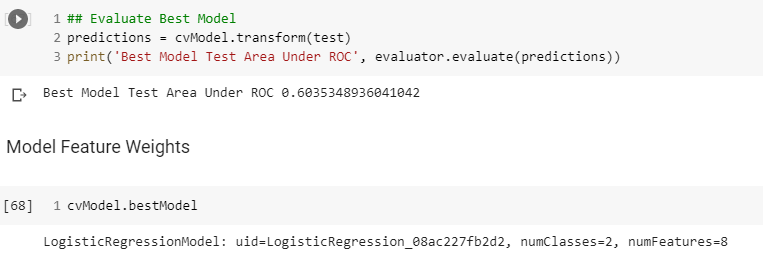 1 ## Evaluate Best Model
2 predictions = cvModel.transform(test)
3 print('Best Model Test Area Under ROC', evaluator.evaluate(predictions))
Best Model Test Area Under ROC 0.6035348936041042
Model Feature Weights
[68] 1 cvModel.bestModel
LogisticRegressionModel: uid=LogisticRegression_08ac227fb2d2, numClasses=2, numFeatures=8